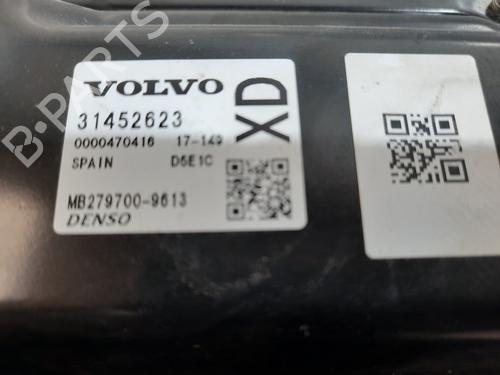 VOLVO
31452623
0000470416 17-149
SPAIN D5E1C
XD
MB279700-9613
DENSO
B-PARTS